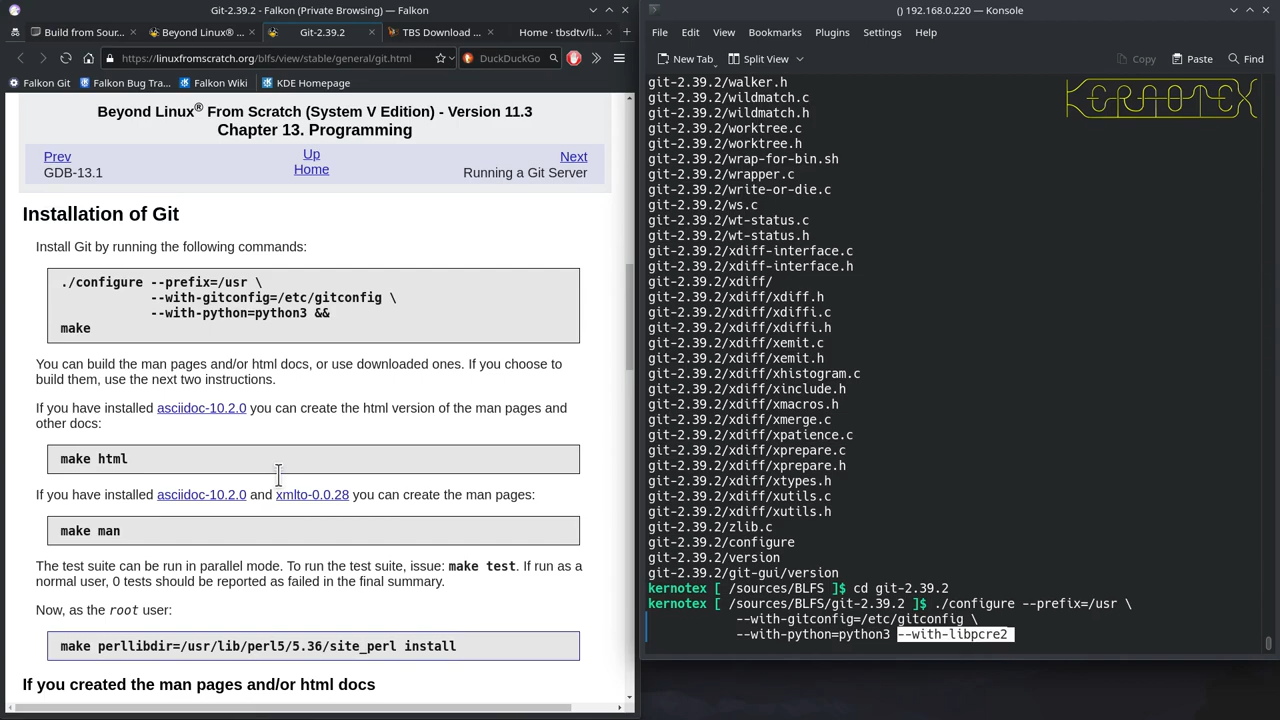 Git-2.39.2 – Falkon (Private Browsing) — Falkon
Build from Sour...
Beyond Linux® ...
Git-2.39.2
TBS Download ...
Home · tbsdtv/li...
https://linuxfromscratch.org/blfs/view/stable/general/git.html
DuckDuckGo
Falkon Git
Falkon Bug Tra...
Falkon Wiki
KDE Homepage
Beyond Linux® From Scratch (System V Edition) - Version 11.3
Chapter 13. Programming
Prev
Up
Next
GDB-13.1
Home
Running a Git Server
Installation of Git
Install Git by running the following commands:
./configure --prefix=/usr \
--with-gitconfig=/etc/gitconfig \
--with-python=python3 &&
make
You can build the man pages and/or html docs, or use downloaded ones. If you choose to
build them, use the next two instructions.
If you have installed asciidoc-10.2.0 you can create the html version of the man pages and
other docs:
make html
If you have installed asciidoc-10.2.0 and xmlto-0.0.28 you can create the man pages:
make man
The test suite can be run in parallel mode. To run the test suite, issue: make test. If run as a
normal user, 0 tests should be reported as failed in the final summary.
Now, as the root user:
make perllibdir=/usr/lib/perl5/5.36/site_perl install
If you created the man pages and/or html docs
() 192.168.0.220 — Konsole
File Edit View Bookmarks Plugins Settings Help
New Tab
Split View
Copy
Paste
Find
KERNOTEX
git-2.39.2/walker.h
git-2.39.2/wildmatch.c
git-2.39.2/wildmatch.h
git-2.39.2/worktree.c
git-2.39.2/worktree.h
git-2.39.2/wrap-for-bin.sh
git-2.39.2/wrapper.c
git-2.39.2/write-or-die.c
git-2.39.2/ws.c
git-2.39.2/wt-status.c
git-2.39.2/wt-status.h
git-2.39.2/xdiff-interface.c
git-2.39.2/xdiff-interface.h
git-2.39.2/xdiff/
git-2.39.2/xdiff/xdiff.h
git-2.39.2/xdiff/xdiffi.c
git-2.39.2/xdiff/xdiffi.h
git-2.39.2/xdiff/xemit.c
git-2.39.2/xdiff/xemit.h
git-2.39.2/xdiff/xhistogram.c
git-2.39.2/xdiff/xinclude.h
git-2.39.2/xdiff/xmacros.h
git-2.39.2/xdiff/xmerge.c
git-2.39.2/xdiff/xpatience.c
git-2.39.2/xdiff/xprepare.c
git-2.39.2/xdiff/xprepare.h
git-2.39.2/xdiff/xtypes.h
git-2.39.2/xdiff/xutils.c
git-2.39.2/xdiff/xutils.h
git-2.39.2/zlib.c
git-2.39.2/configure
git-2.39.2/version
git-2.39.2/git-gui/version
kernotex [ /sources/BLFS ]$ cd git-2.39.2
kernotex [ /sources/BLFS/git-2.39.2 ]$ ./configure --prefix=/usr \
--with-gitconfig=/etc/gitconfig \
--with-python=python3 --with-libpcre2